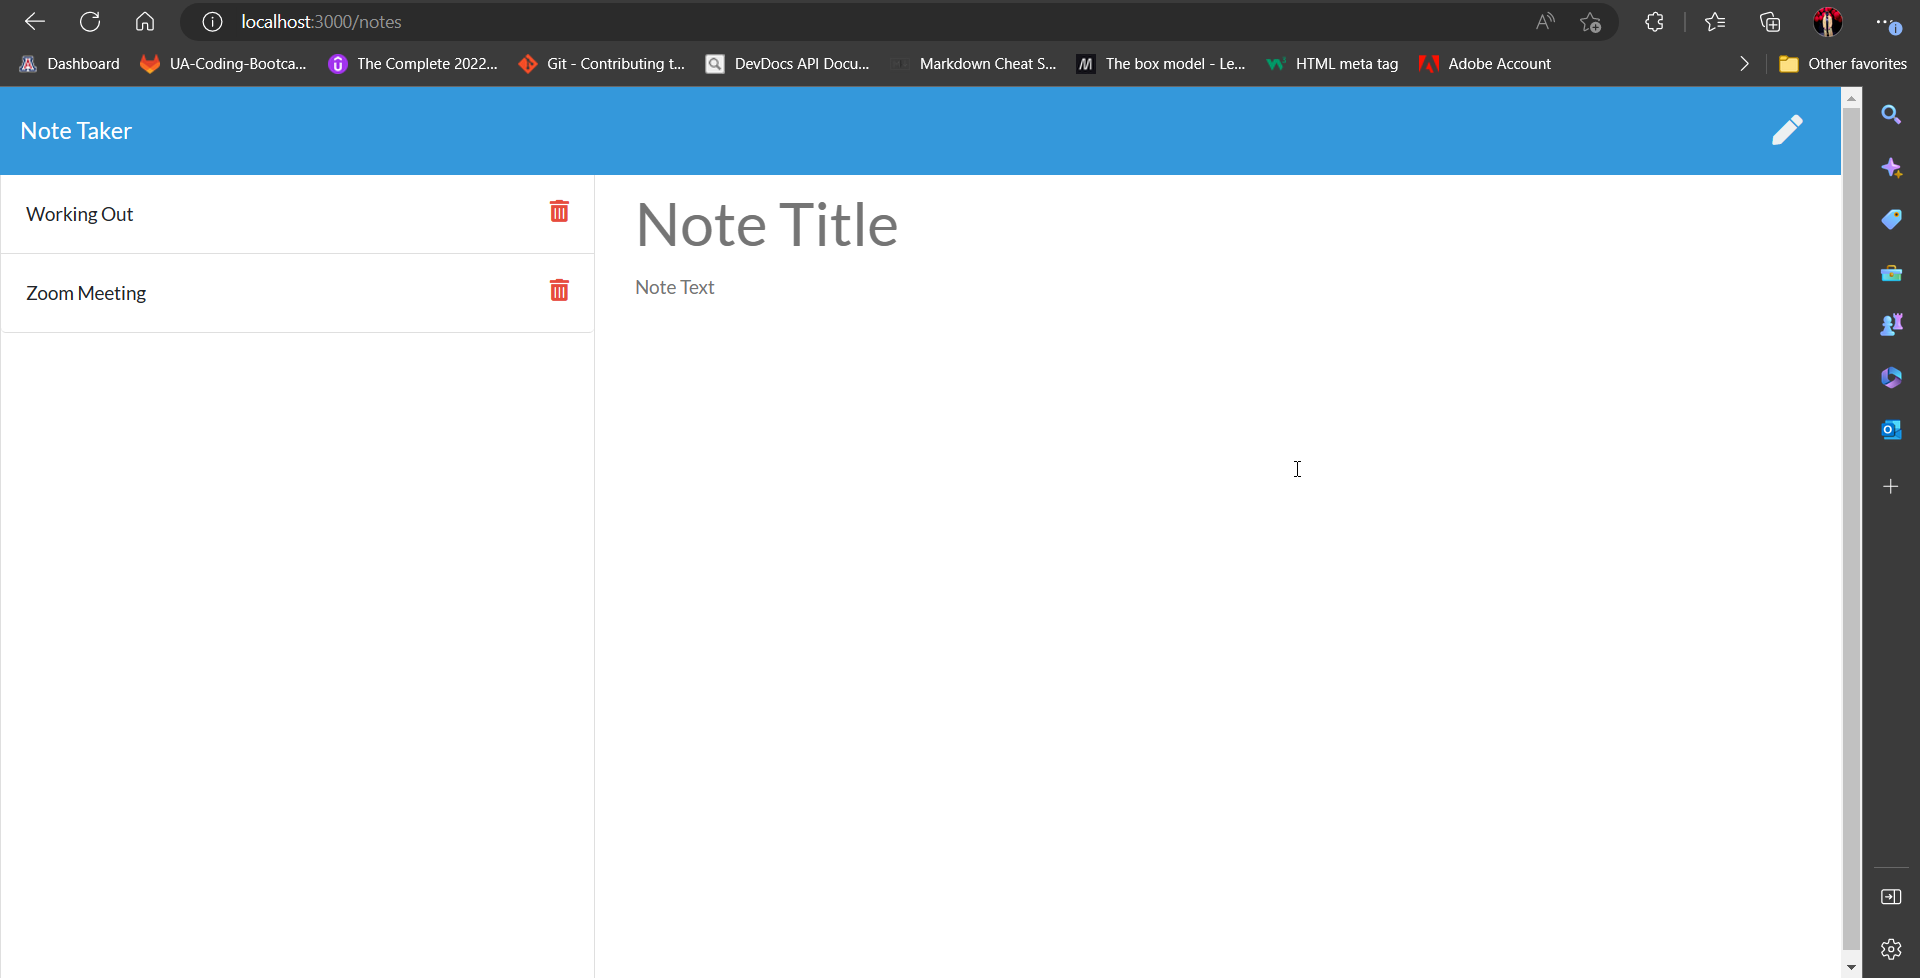 localhost:3000/notes
Dashboard UA-Coding-Bootca... The Complete 2022... Git - Contributing t... DevDocs API Docu... Markdown Cheat S... The box model - Le... HTML meta tag Adobe Account Other favorites
Note Taker
Working Out
Zoom Meeting
Note Title
Note Text